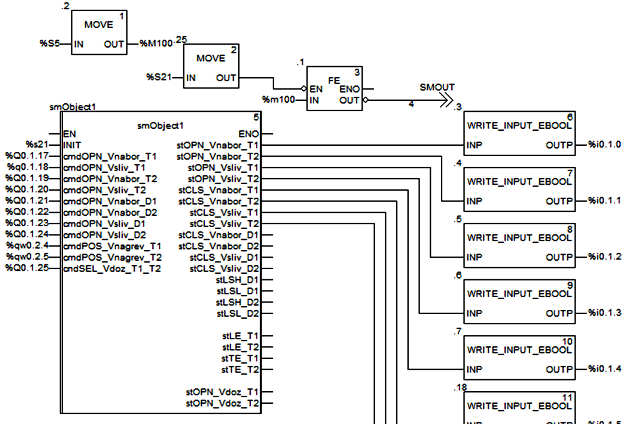 .2
1
MOVE
%S5 IN OUT %M100
.25
2
MOVE
%S21 IN OUT
.1
3
FE
EN ENO
%m100 IN OUT
4
SMOUT
smObject1
5
smObject1
EN ENO
%s21 INIT stOPN_Vnabor_T1
%Q0.1.17 cmdOPN_Vnabor_T1 stOPN_Vnabor_T2
%q0.1.18 cmdOPN_Vsliv_T1 stOPN_Vsliv_T1
%Q0.1.19 cmdOPN_Vnabor_T2 stOPN_Vsliv_T2
%Q0.1.20 cmdOPN_Vsliv_T2 stCLS_Vnabor_T1
%Q0.1.21 cmdOPN_Vnabor_D1 stCLS_Vnabor_T2
%Q0.1.22 cmdOPN_Vnabor_D2 stCLS_Vsliv_T1
%Q0.1.23 cmdOPN_Vsliv_D1 stCLS_Vsliv_T2
%Q0.1.24 cmdOPN_Vsliv_D2 stCLS_Vnabor_D1
%qw0.2.4 cmdPOS_Vnagrev_T1 stCLS_Vnabor_D2
%qw0.2.5 cmdPOS_Vnagrev_T2 stCLS_Vsliv_D1
%Q0.1.25 cmdSEL_Vdoz_T1_T2 stCLS_Vsliv_D2
stLSH_D1
stLSL_D1
stLSH_D2
stLSL_D2
stLE_T1
stLE_T2
stTE_T1
stTE_T2
stOPN_Vdoz_T1
stOPN_Vdoz_T2
.3
6
WRITE_INPUT_EBOOL
INP OUTP %i0.1.0
.4
7
WRITE_INPUT_EBOOL
INP OUTP %i0.1.1
.5
8
WRITE_INPUT_EBOOL
INP OUTP %i0.1.2
.6
9
WRITE_INPUT_EBOOL
INP OUTP %i0.1.3
.7
10
WRITE_INPUT_EBOOL
INP OUTP %i0.1.4
.18
11
WRITE_INPUT_EBOOL